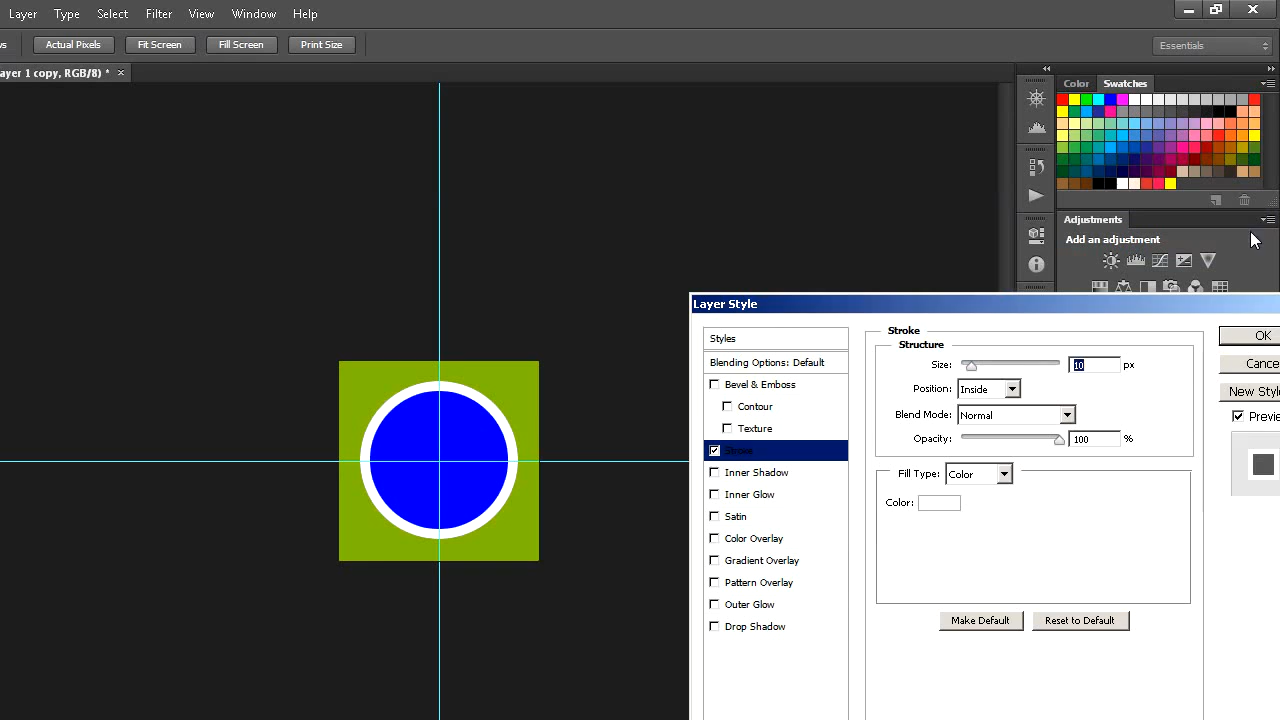 Layer Type Select Filter View Window Help
Actual Pixels Fit Screen Fill Screen Print Size Essentials
ayer 1 copy, RGB/8) * ×
Color Swatches
Adjustments
Add an adjustment
Layer Style
Styles
Blending Options: Default
Bevel & Emboss
Contour
Texture
Stroke
Inner Shadow
Inner Glow
Satin
Color Overlay
Gradient Overlay
Pattern Overlay
Outer Glow
Drop Shadow
Stroke
Structure
Size: 10 px
Position: Inside
Blend Mode: Normal
Opacity: 100 %
Fill Type: Color
Color:
Make Default Reset to Default
OK
Cance
New Style
Preview